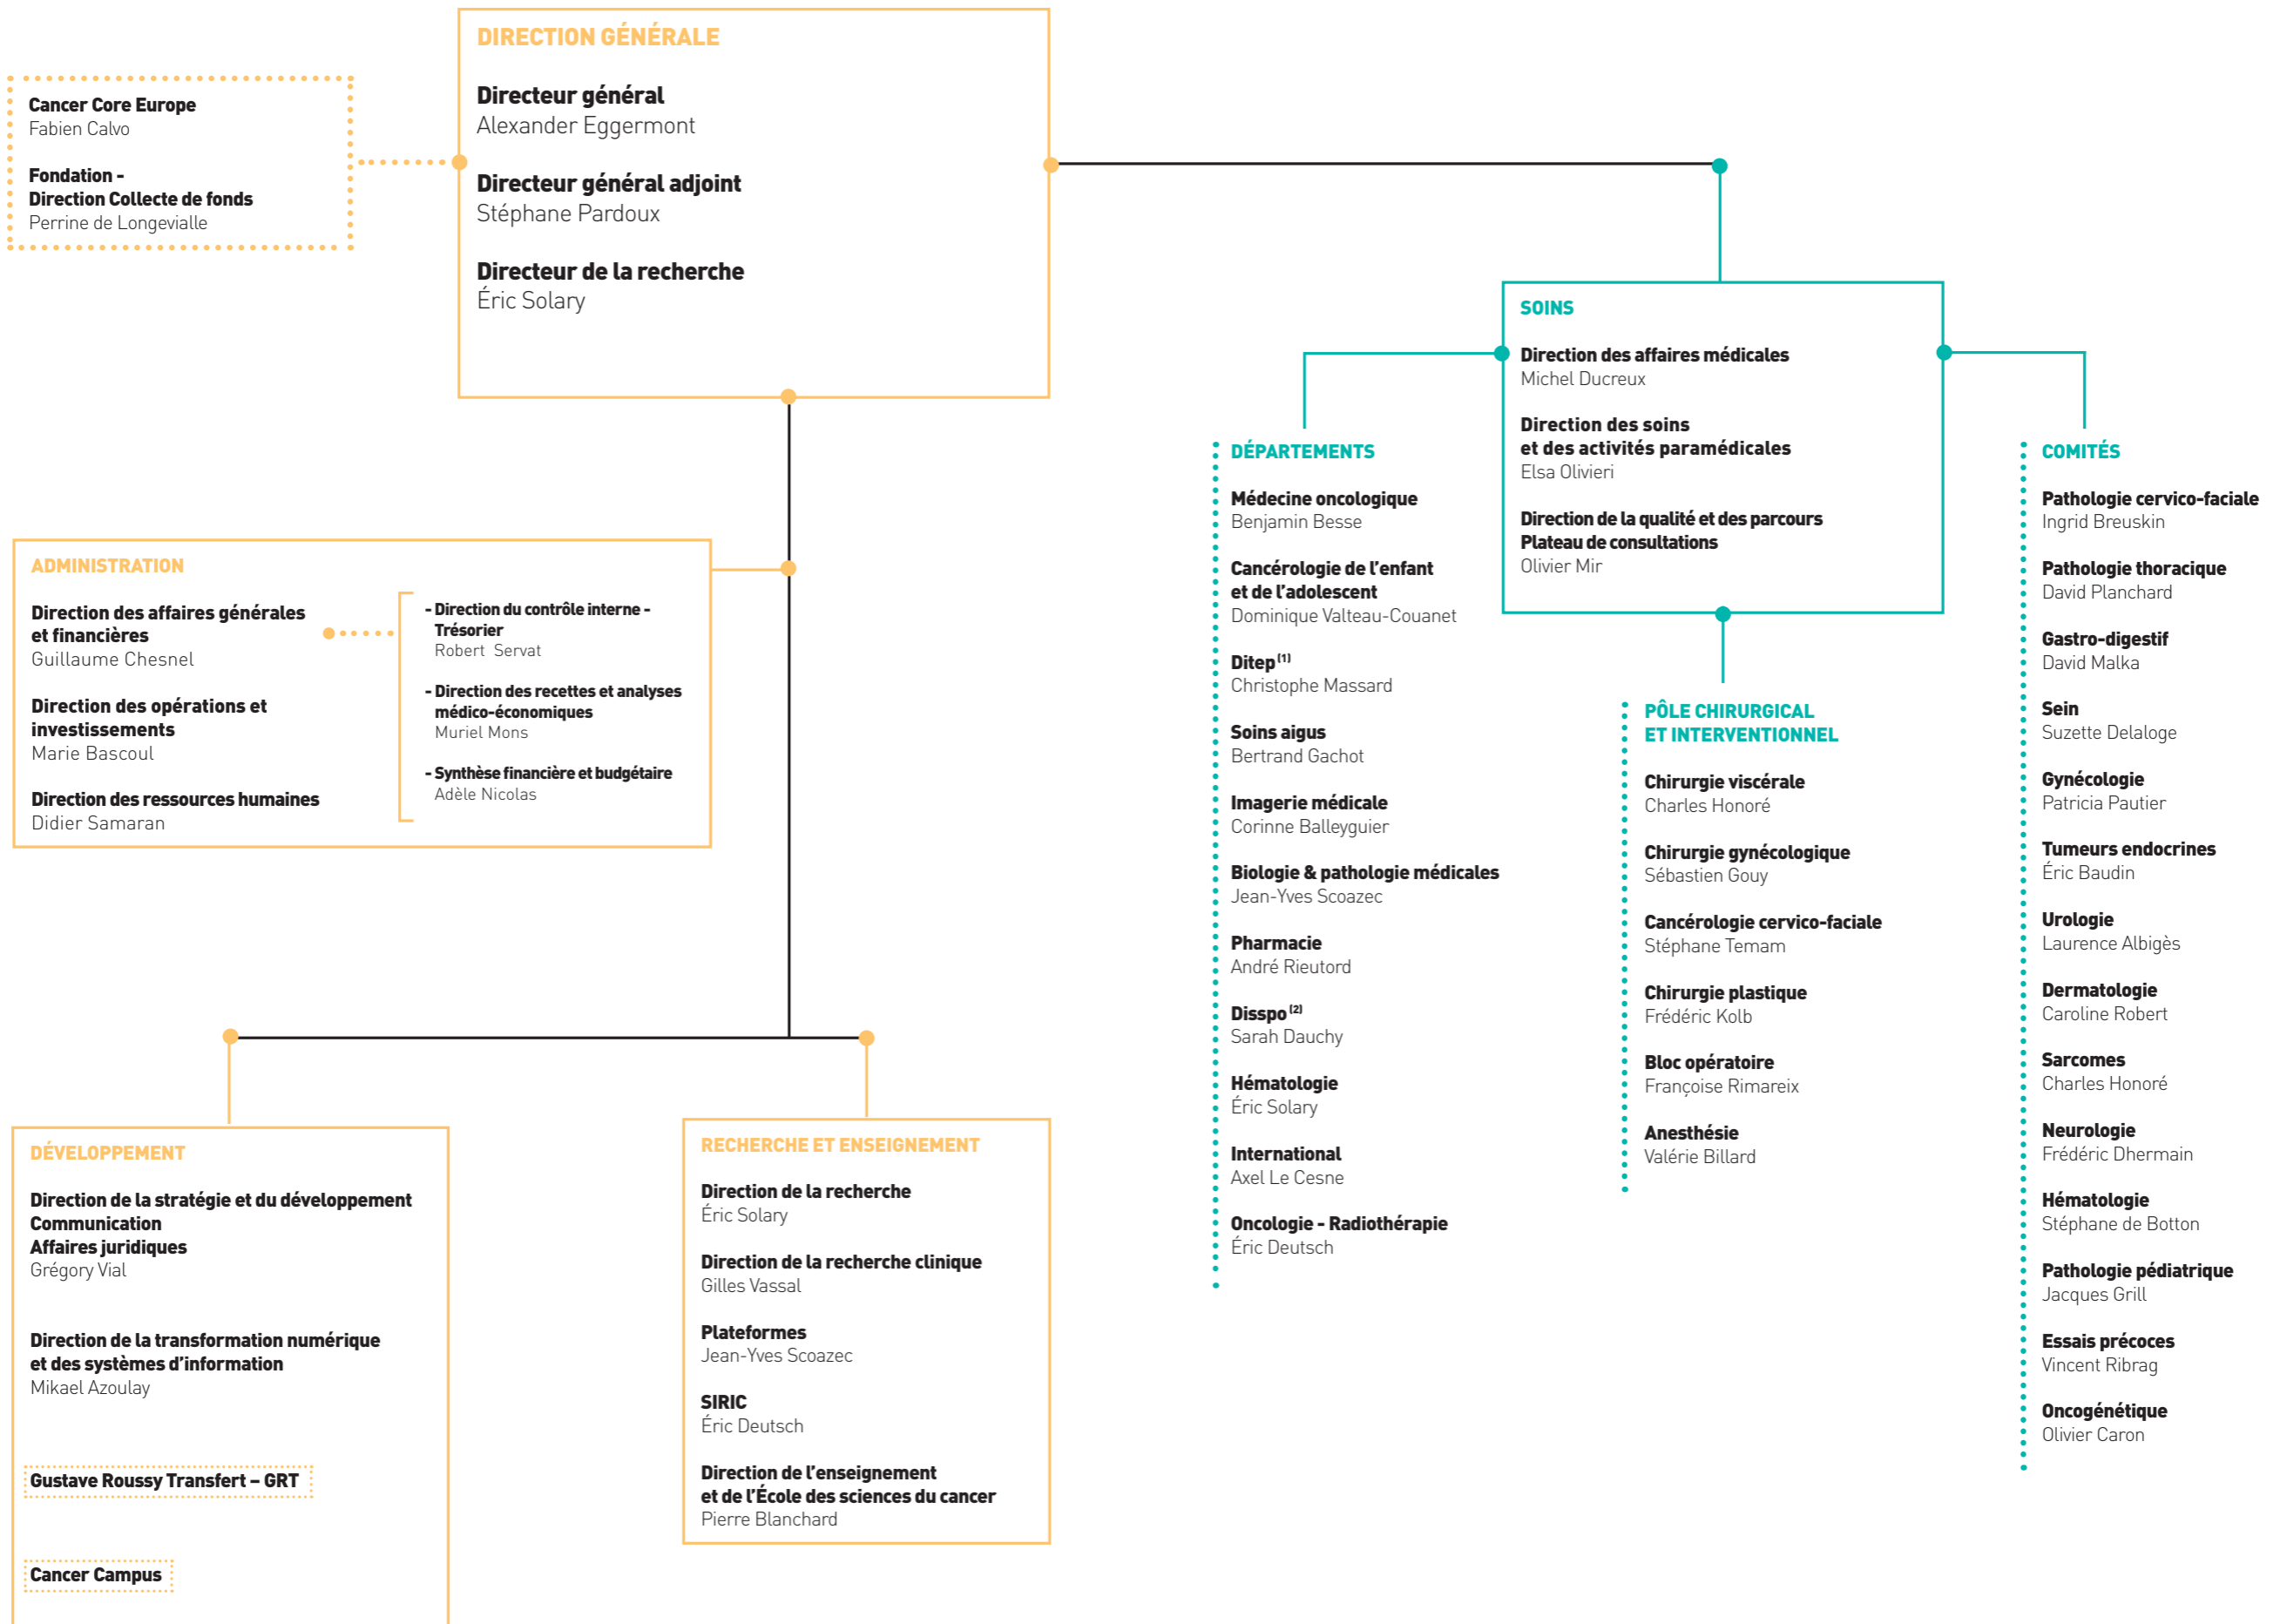 DIRECTION GÉNÉRALE
Directeur général
Alexander Eggermont
Directeur général adjoint
Stéphane Pardoux
Directeur de la recherche
Éric Solary
Cancer Core Europe
Fabien Calvo
Fondation -
Direction Collecte de fonds
Perrine de Longevialle
ADMINISTRATION
Direction des affaires générales
et financières
Guillaume Chesnel
Direction des opérations et
investissements
Marie Bascoul
Direction des ressources humaines
Didier Samaran
- Direction du contrôle interne -
Trésorier
Robert Servat
- Direction des recettes et analyses
médico-économiques
Muriel Mons
- Synthèse financière et budgétaire
Adèle Nicolas
DÉVELOPPEMENT
Direction de la stratégie et du développement
Communication
Affaires juridiques
Grégory Vial
Direction de la transformation numérique
et des systèmes d'information
Mikael Azoulay
Gustave Roussy Transfert – GRT
Cancer Campus
RECHERCHE ET ENSEIGNEMENT
Direction de la recherche
Éric Solary
Direction de la recherche clinique
Gilles Vassal
Plateformes
Jean-Yves Scoazec
SIRIC
Éric Deutsch
Direction de l'enseignement
et de l'École des sciences du cancer
Pierre Blanchard
SOINS
Direction des affaires médicales
Michel Ducreux
Direction des soins
et des activités paramédicales
Elsa Olivieri
Direction de la qualité et des parcours
Plateau de consultations
Olivier Mir
DÉPARTEMENTS
Médecine oncologique
Benjamin Besse
Cancérologie de l'enfant
et de l'adolescent
Dominique Valteau-Couanet
Ditep (1)
Christophe Massard
Soins aigus
Bertrand Gachot
Imagerie médicale
Corinne Balleyguier
Biologie & pathologie médicales
Jean-Yves Scoazec
Pharmacie
André Rieutord
Disspo (2)
Sarah Dauchy
Hématologie
Éric Solary
International
Axel Le Cesne
Oncologie - Radiothérapie
Éric Deutsch
PÔLE CHIRURGICAL
ET INTERVENTIONNEL
Chirurgie viscérale
Charles Honoré
Chirurgie gynécologique
Sébastien Gouy
Cancérologie cervico-faciale
Stéphane Temam
Chirurgie plastique
Frédéric Kolb
Bloc opératoire
Françoise Rimareix
Anesthésie
Valérie Billard
COMITÉS
Pathologie cervico-faciale
Ingrid Breuskin
Pathologie thoracique
David Planchard
Gastro-digestif
David Malka
Sein
Suzette Delaloge
Gynécologie
Patricia Pautier
Tumeurs endocrines
Éric Baudin
Urologie
Laurence Albigès
Dermatologie
Caroline Robert
Sarcomes
Charles Honoré
Neurologie
Frédéric Dhermain
Hématologie
Stéphane de Botton
Pathologie pédiatrique
Jacques Grill
Essais précoces
Vincent Ribrag
Oncogénétique
Olivier Caron